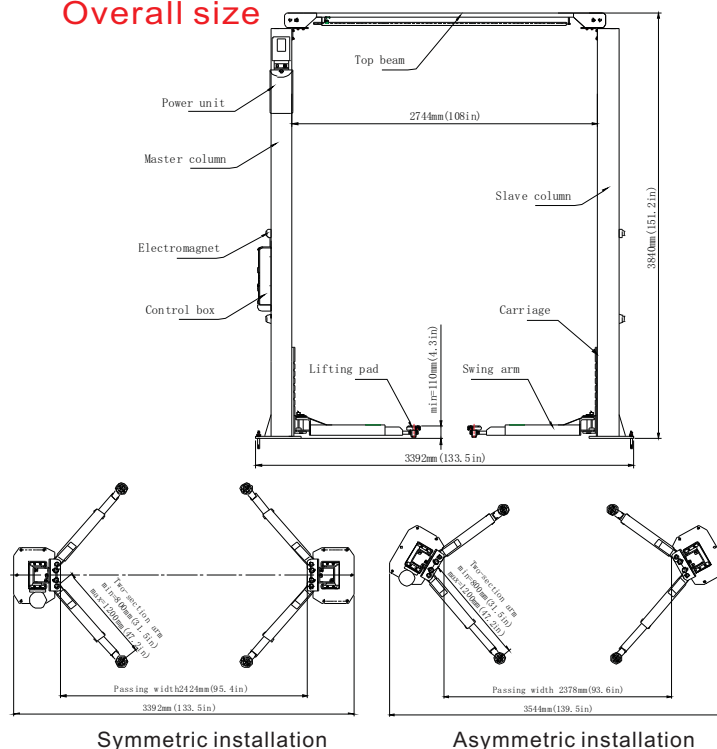 Overall size
Top beam
Power unit
2744mm(108in)
Master column
Slave column
3840mm(151.2in)
Electromagnet
Control box
Carriage
min=110mm(4.3in)
Lifting pad
Swing arm
3392mm(133.5in)
Two-section arm
min=800mm(31.5in)
max=1200mm(47.2in)
Passing width2424mm(95.4in)
3392mm(133.5in)
Symmetric installation
Two-section arm
min=800mm(31.5in)
max=1200mm(47.2in)
Passing width 2378mm(93.6in)
3544mm(139.5in)
Asymmetric installation